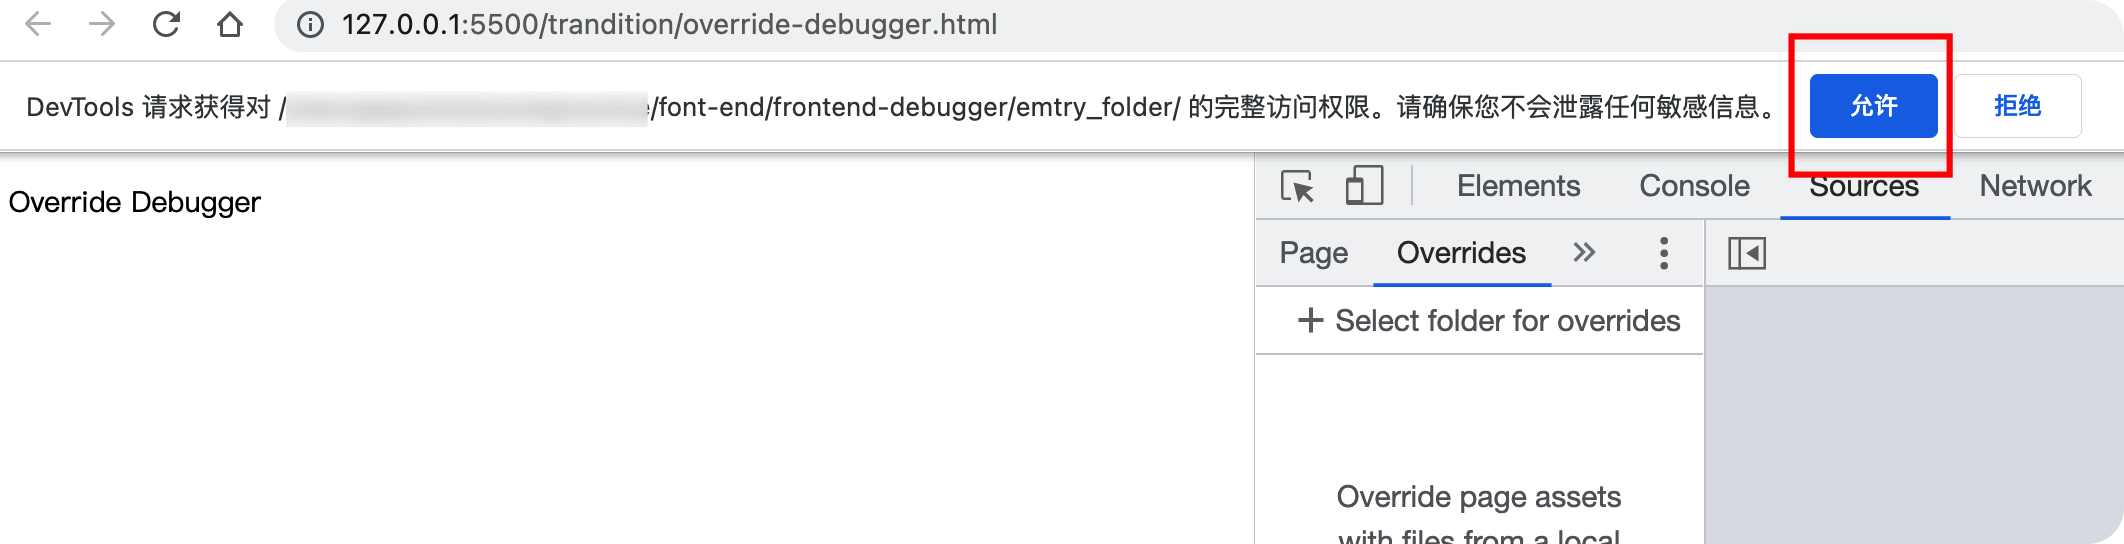 127.0.0.1:5500/trandition/override-debugger.html
DevTools 请求获得对 / /font-end/frontend-debugger/emtry_folder/ 的完整访问权限。请确保您不会泄露任何敏感信息。 允许 拒绝
Override Debugger
Elements Console Sources Network
Page Overrides
Select folder for overrides
Override page assets
with files from a local